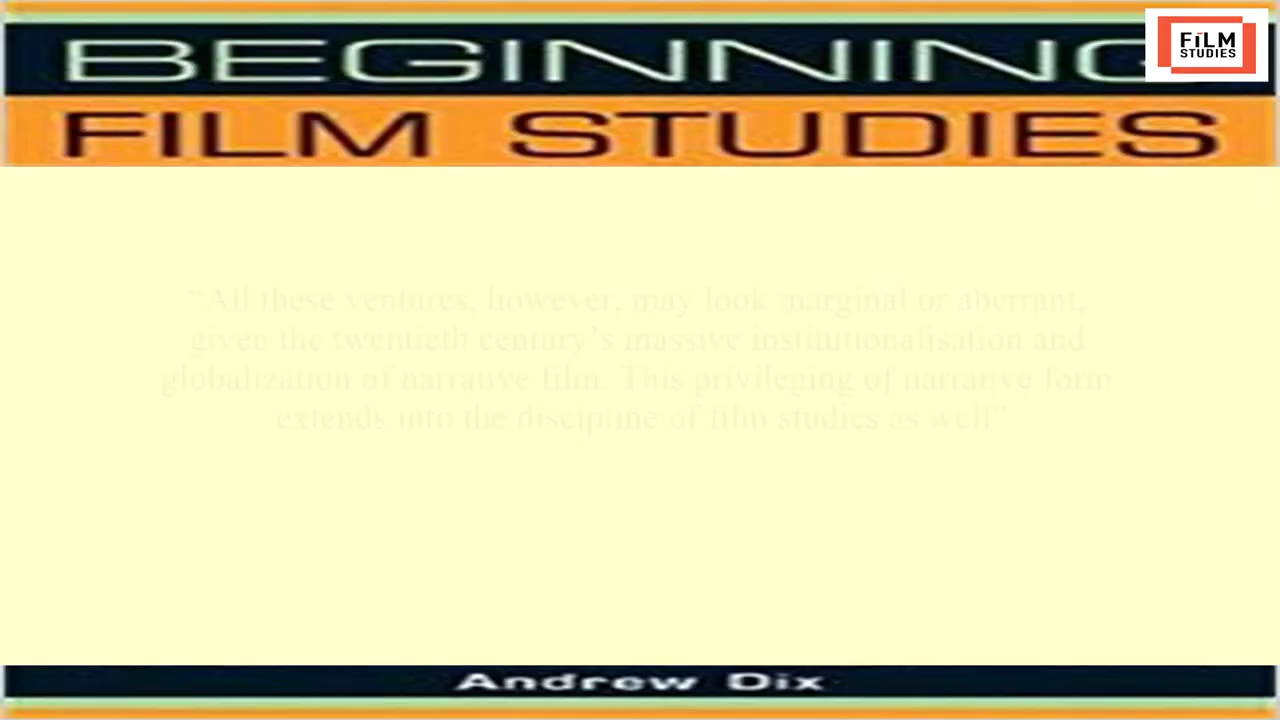 BEGINNING
FiLM
STUDIES
FILM STUDIES
“All these ventures, however, may look marginal or aberrant,
given the twentieth century’s massive institutionalisation and
globalization of narrative film. This privileging of narrative form
extends into the discipline of film studies as well”
Andrew Dix